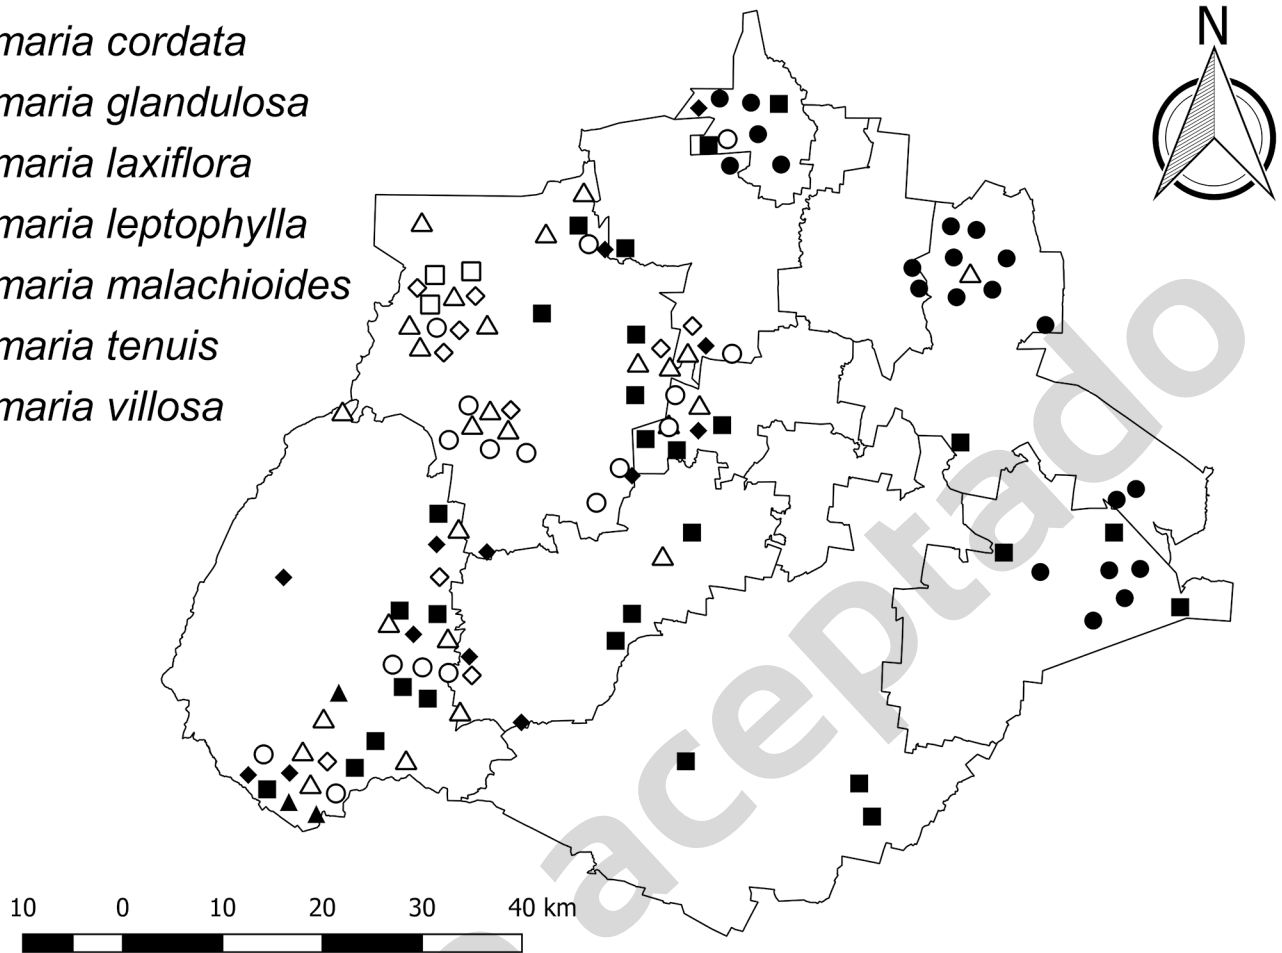 maria cordata
maria glandulosa
maria laxiflora
maria leptophylla
maria malachioides
maria tenuis
maria villosa
N
10 0 10 20 30 40 km
aceptado